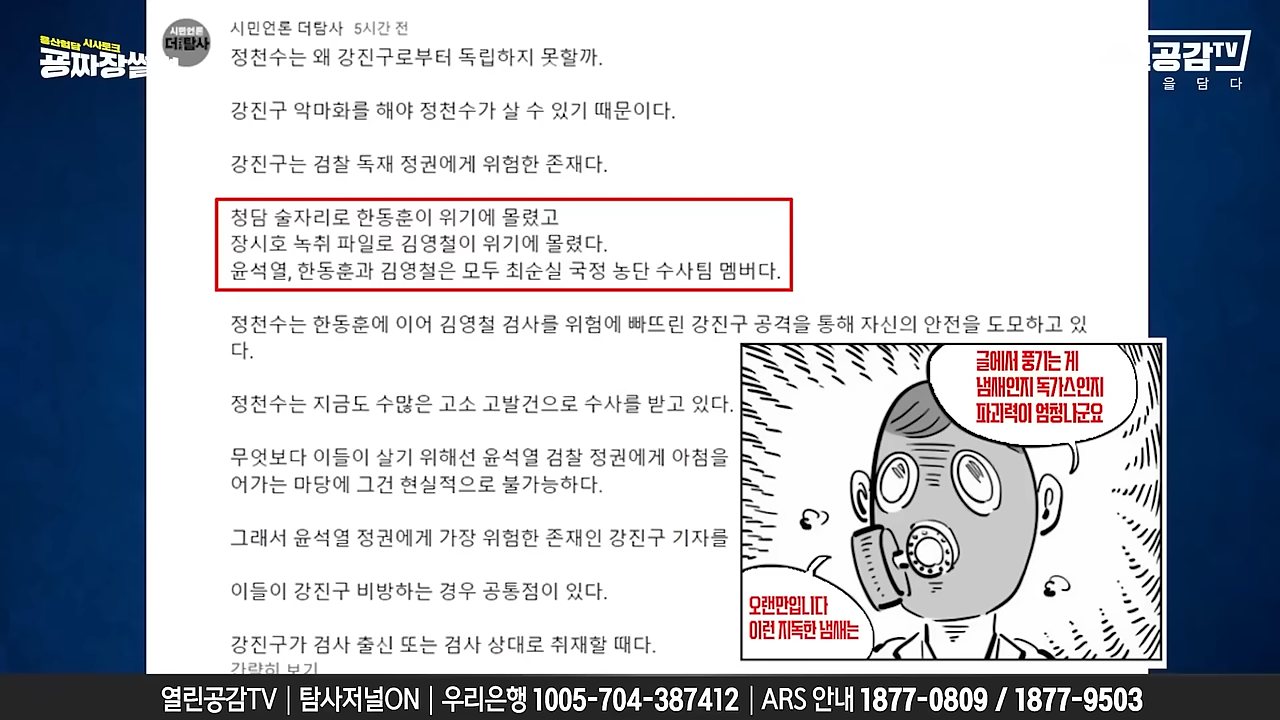 시민언론 더탐사 5시간 전
시민언론
더탐사
용산협담 시사토크
열린공감TV
을 담 다
정천수는 왜 강진구로부터 독립하지 못할까.
강진구 악마화를 해야 정천수가 살 수 있기 때문이다.
강진구는 검찰 독재 정권에게 위험한 존재다.
청담 술자리로 한동훈이 위기에 몰렸고
장시호 녹취 파일로 김영철이 위기에 몰렸다.
윤석열, 한동훈과 김영철은 모두 최순실 국정 농단 수사팀 멤버다.
정천수는 한동훈에 이어 김영철 검사를 위험에 빠뜨린 강진구 공격을 통해 자신의 안전을 도모하고 있
다.
정천수는 지금도 수많은 고소 고발건으로 수사를 받고 있다.
무엇보다 이들이 살기 위해선 윤석열 검찰 정권에게 아첨을
어가는 마당에 그건 현실적으로 불가능하다.
그래서 윤석열 정권에게 가장 위험한 존재인 강진구 기자를
이들이 강진구 비방하는 경우 공통점이 있다.
강진구가 검사 출신 또는 검사 상대로 취재할 때다.
간략히 보기
글에서 풍기는 게
냄새인지 독가스인지
파괴력이 엄청나군요
오랜만입니다
이런 지독한 냄새는
열린공감TV | 탐사저널ON | 우리은행 1005-704-387412 | ARS 안내 1877-0809 / 1877-9503